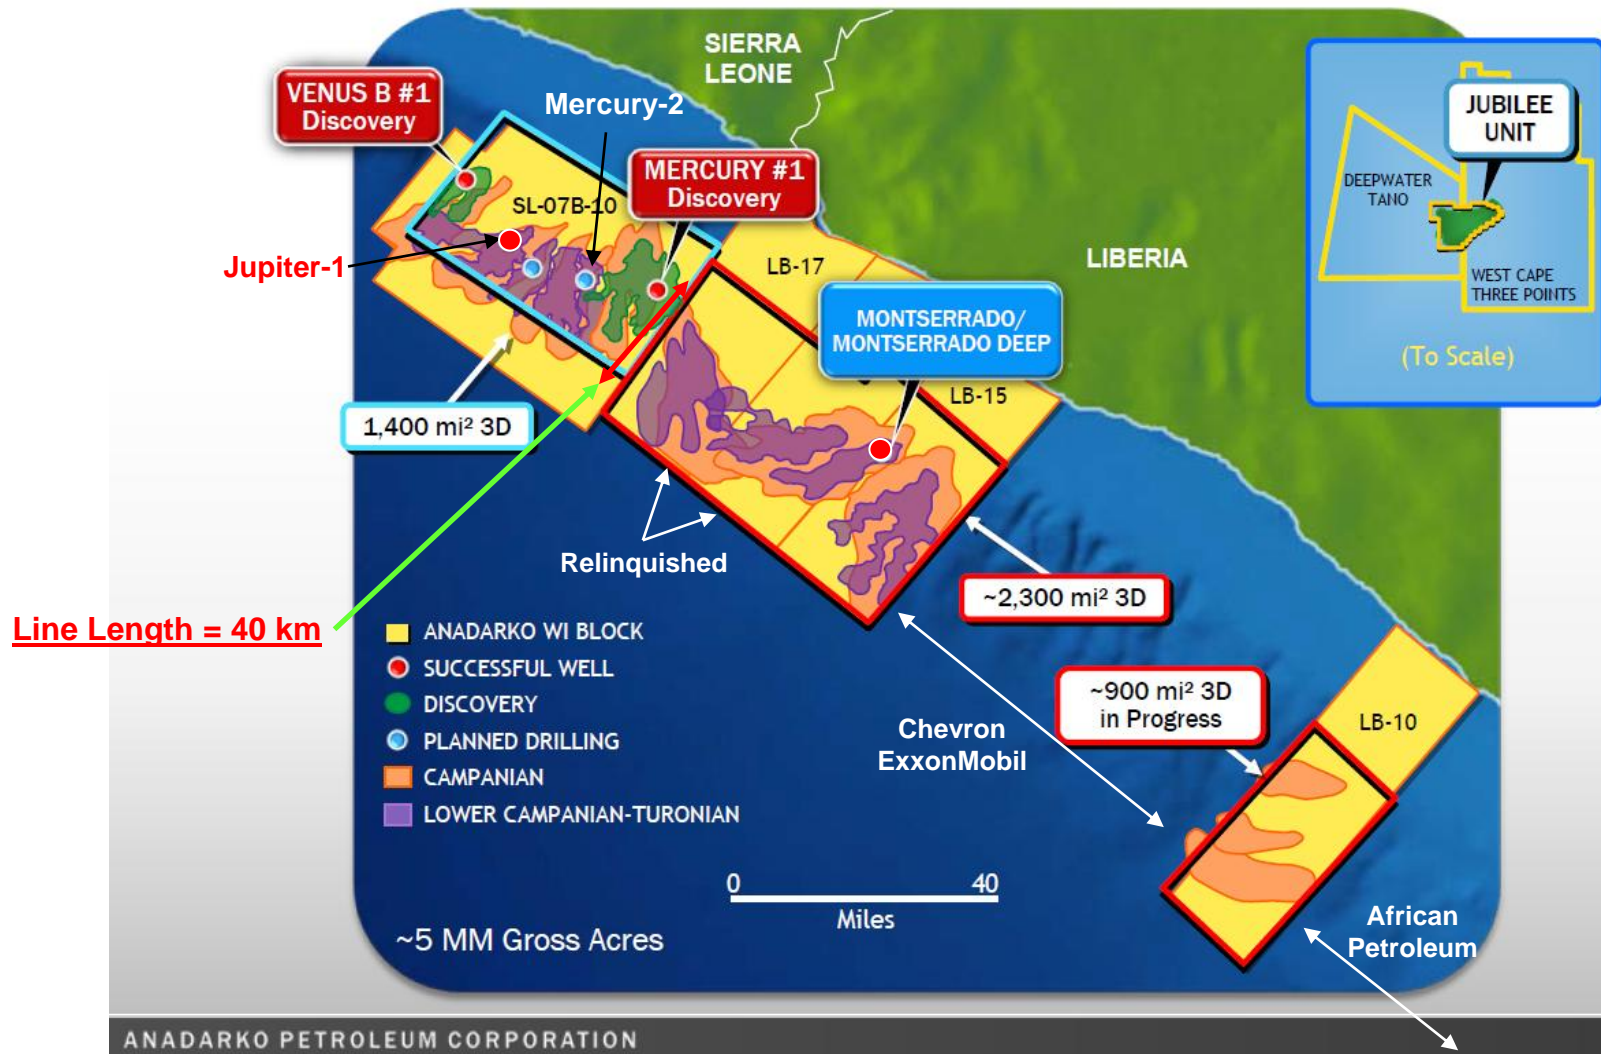 SIERRA
LEONE
VENUS B #1
Discovery
Mercury-2
MERCURY #1
Discovery
SL-07B-10
Jupiter-1
LB-17
LIBERIA
JUBILEE
UNIT
DEEPWATER
TANO
WEST CAPE
THREE POINTS
(To Scale)
MONTSERRADO/
MONTSERRADO DEEP
LB-15
1,400 mi² 3D
Relinquished
~2,300 mi² 3D
Line Length = 40 km
ANADARKO WI BLOCK
SUCCESSFUL WELL
DISCOVERY
PLANNED DRILLING
CAMPANIAN
LOWER CAMPANIAN-TURONIAN
~900 mi² 3D
in Progress
LB-10
Chevron
ExxonMobil
0 40
Miles
African
Petroleum
~5 MM Gross Acres
ANADARKO PETROLEUM CORPORATION